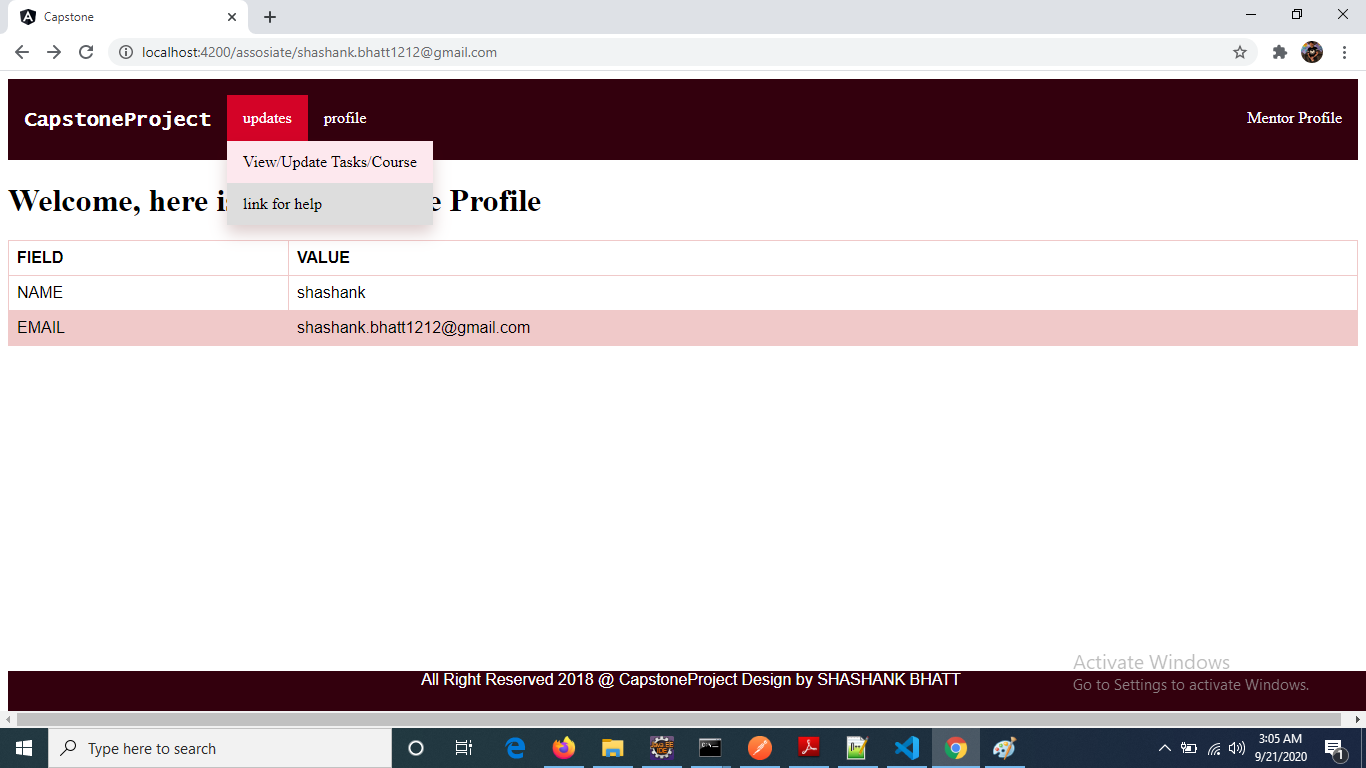 Capstone
localhost:4200/assosiate/shashank.bhatt1212@gmail.com
CapstoneProject updates profile Mentor Profile
View/Update Tasks/Course
link for help
Welcome, here i e Profile
FIELD VALUE
NAME shashank
EMAIL shashank.bhatt1212@gmail.com
Activate Windows
Go to Settings to activate Windows.
All Right Reserved 2018 @ CapstoneProject Design by SHASHANK BHATT
Type here to search
3:05 AM
9/21/2020
1